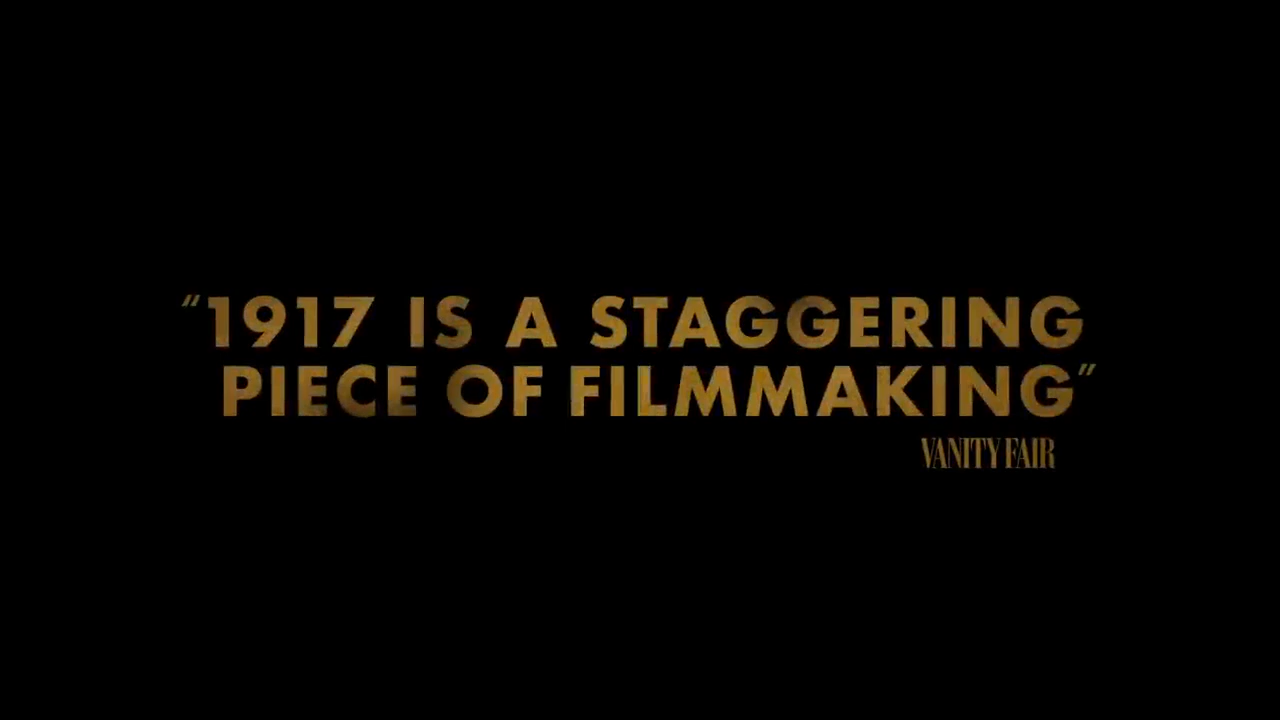 "1917 IS A STAGGERING
PIECE OF FILMMAKING"
VANITY FAIR